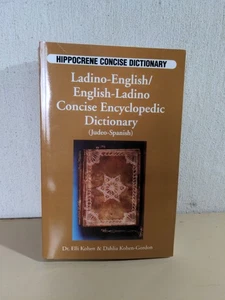 HIPPOCRENE CONCISE DICTIONARY
Ladino-English/
English-Ladino
Concise Encyclopedic
Dictionary
(Judeo-Spanish)
Dr. Elli Kohen & Dahlia Kohen-Gordon